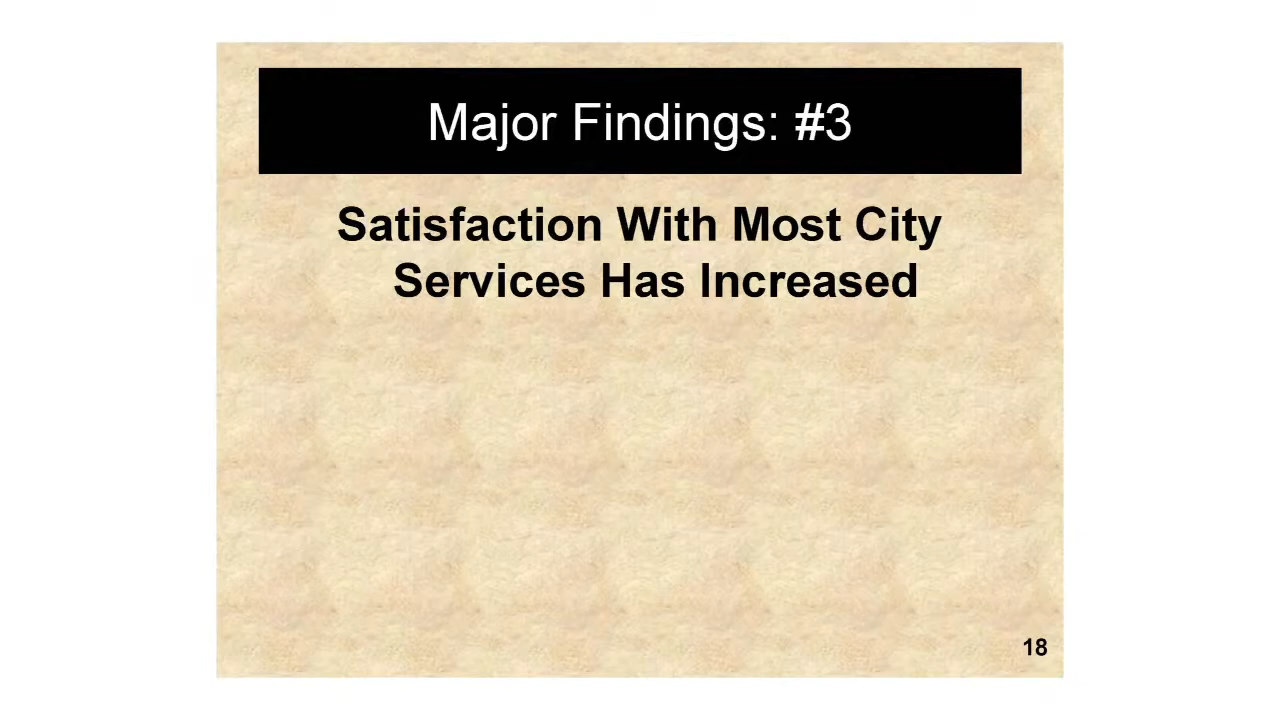 Major Findings: #3
Satisfaction With Most City
Services Has Increased
18